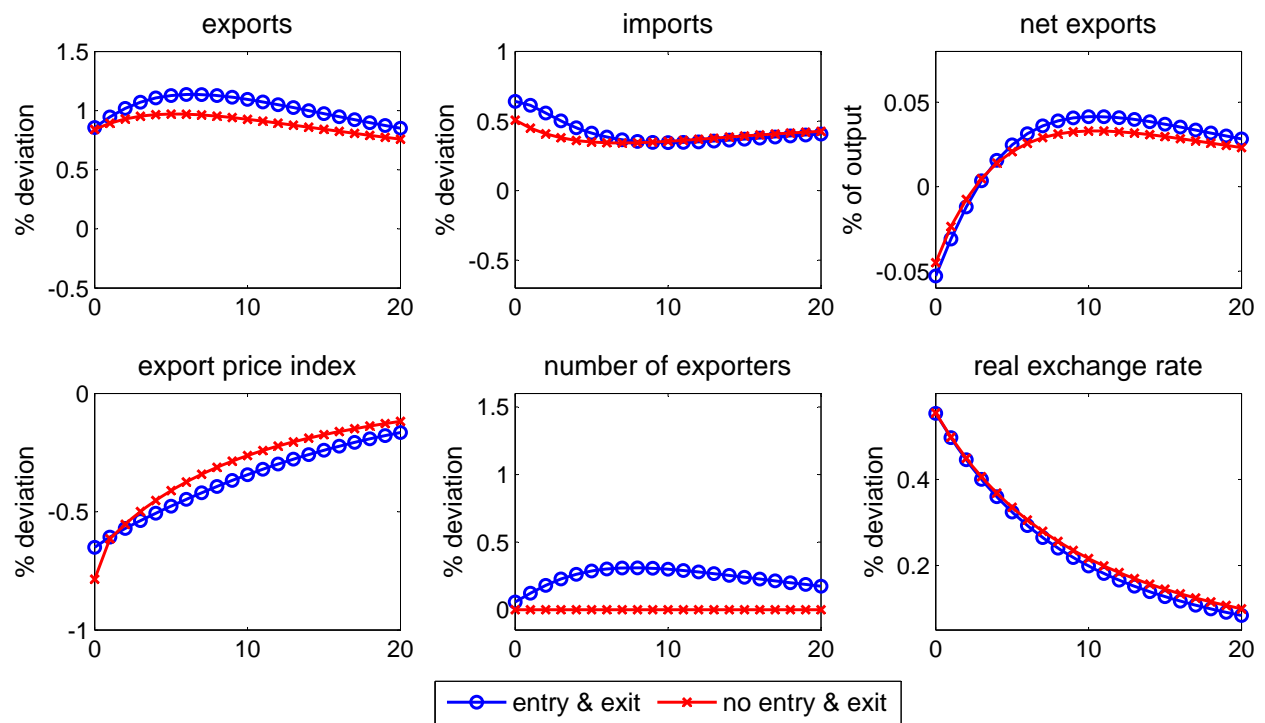 exports
1.5
1
0.5
0
-0.5
% deviation
0 10 20
imports
1
0.5
0
-0.5
% deviation
0 10 20
net exports
0.05
0
-0.05
% of output
0 10 20
export price index
0
-0.5
-1
% deviation
0 10 20
number of exporters
1.5
1
0.5
0
% deviation
0 10 20
real exchange rate
0.4
0.2
% deviation
0 10 20
entry & exit no entry & exit